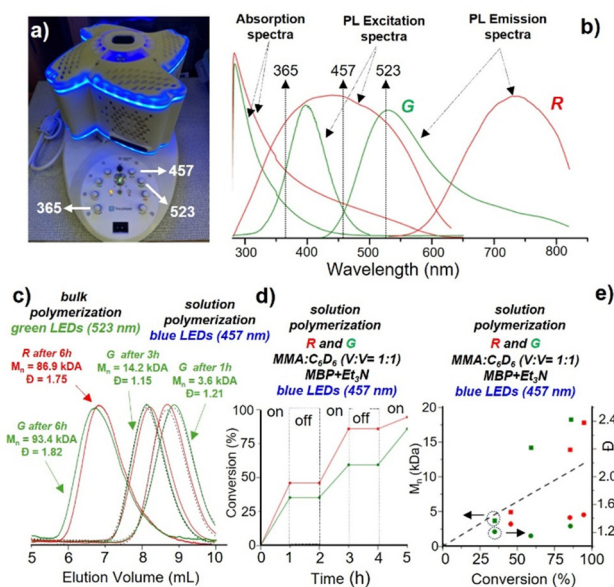 a)
457
523
365
Absorption
spectra
PL Excitation
spectra
PL Emission
spectra
b)
365
457
523
G
R
300 400 500 600 700 800
Wavelength (nm)
c)
bulk
polymerization
green LEDs (523 nm)
solution
polymerization
blue LEDs (457 nm)
R after 6h
Mn = 86.9 kDA
Đ = 1.75
G after 3h
Mn = 14.2 kDA
Đ= 1.15
G after 1h
Mn = 3.6 kDA
Đ= 1.21
G after 6h
Mn = 93.4 kDA
Đ = 1.82
5 6 7 8 9 10
Elution Volume (mL)
d)
solution
polymerization
R and G
MMA:C6D6 (V:V= 1:1)
MBP+Et3N
blue LEDs (457 nm)
on off on off on
100
75
50
25
0
Conversion (%)
0 1 2 3 4 5
Time (h)
e)
solution
polymerization
R and G
MMA:C6D6 (V:V= 1:1)
MBP+Et3N
blue LEDs (457 nm)
20
15
10
5
0
Mn (kDa)
2.4
2.0
1.6
1.2
Đ
0 25 50 75 100
Conversion (%)